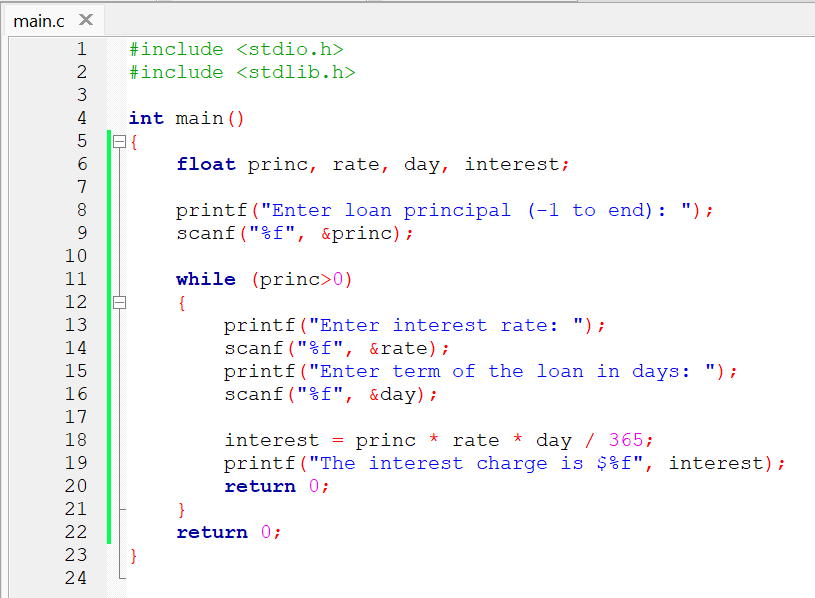 main.c ✕
1 #include <stdio.h>
2 #include <stdlib.h>
3
4 int main()
5 {
6     float princ, rate, day, interest;
7
8     printf("Enter loan principal (-1 to end): ");
9     scanf("%f", &princ);
10
11     while (princ>0)
12     {
13         printf("Enter interest rate: ");
14         scanf("%f", &rate);
15         printf("Enter term of the loan in days: ");
16         scanf("%f", &day);
17
18         interest = princ * rate * day / 365;
19         printf("The interest charge is $%f", interest);
20         return 0;
21     }
22     return 0;
23 }
24